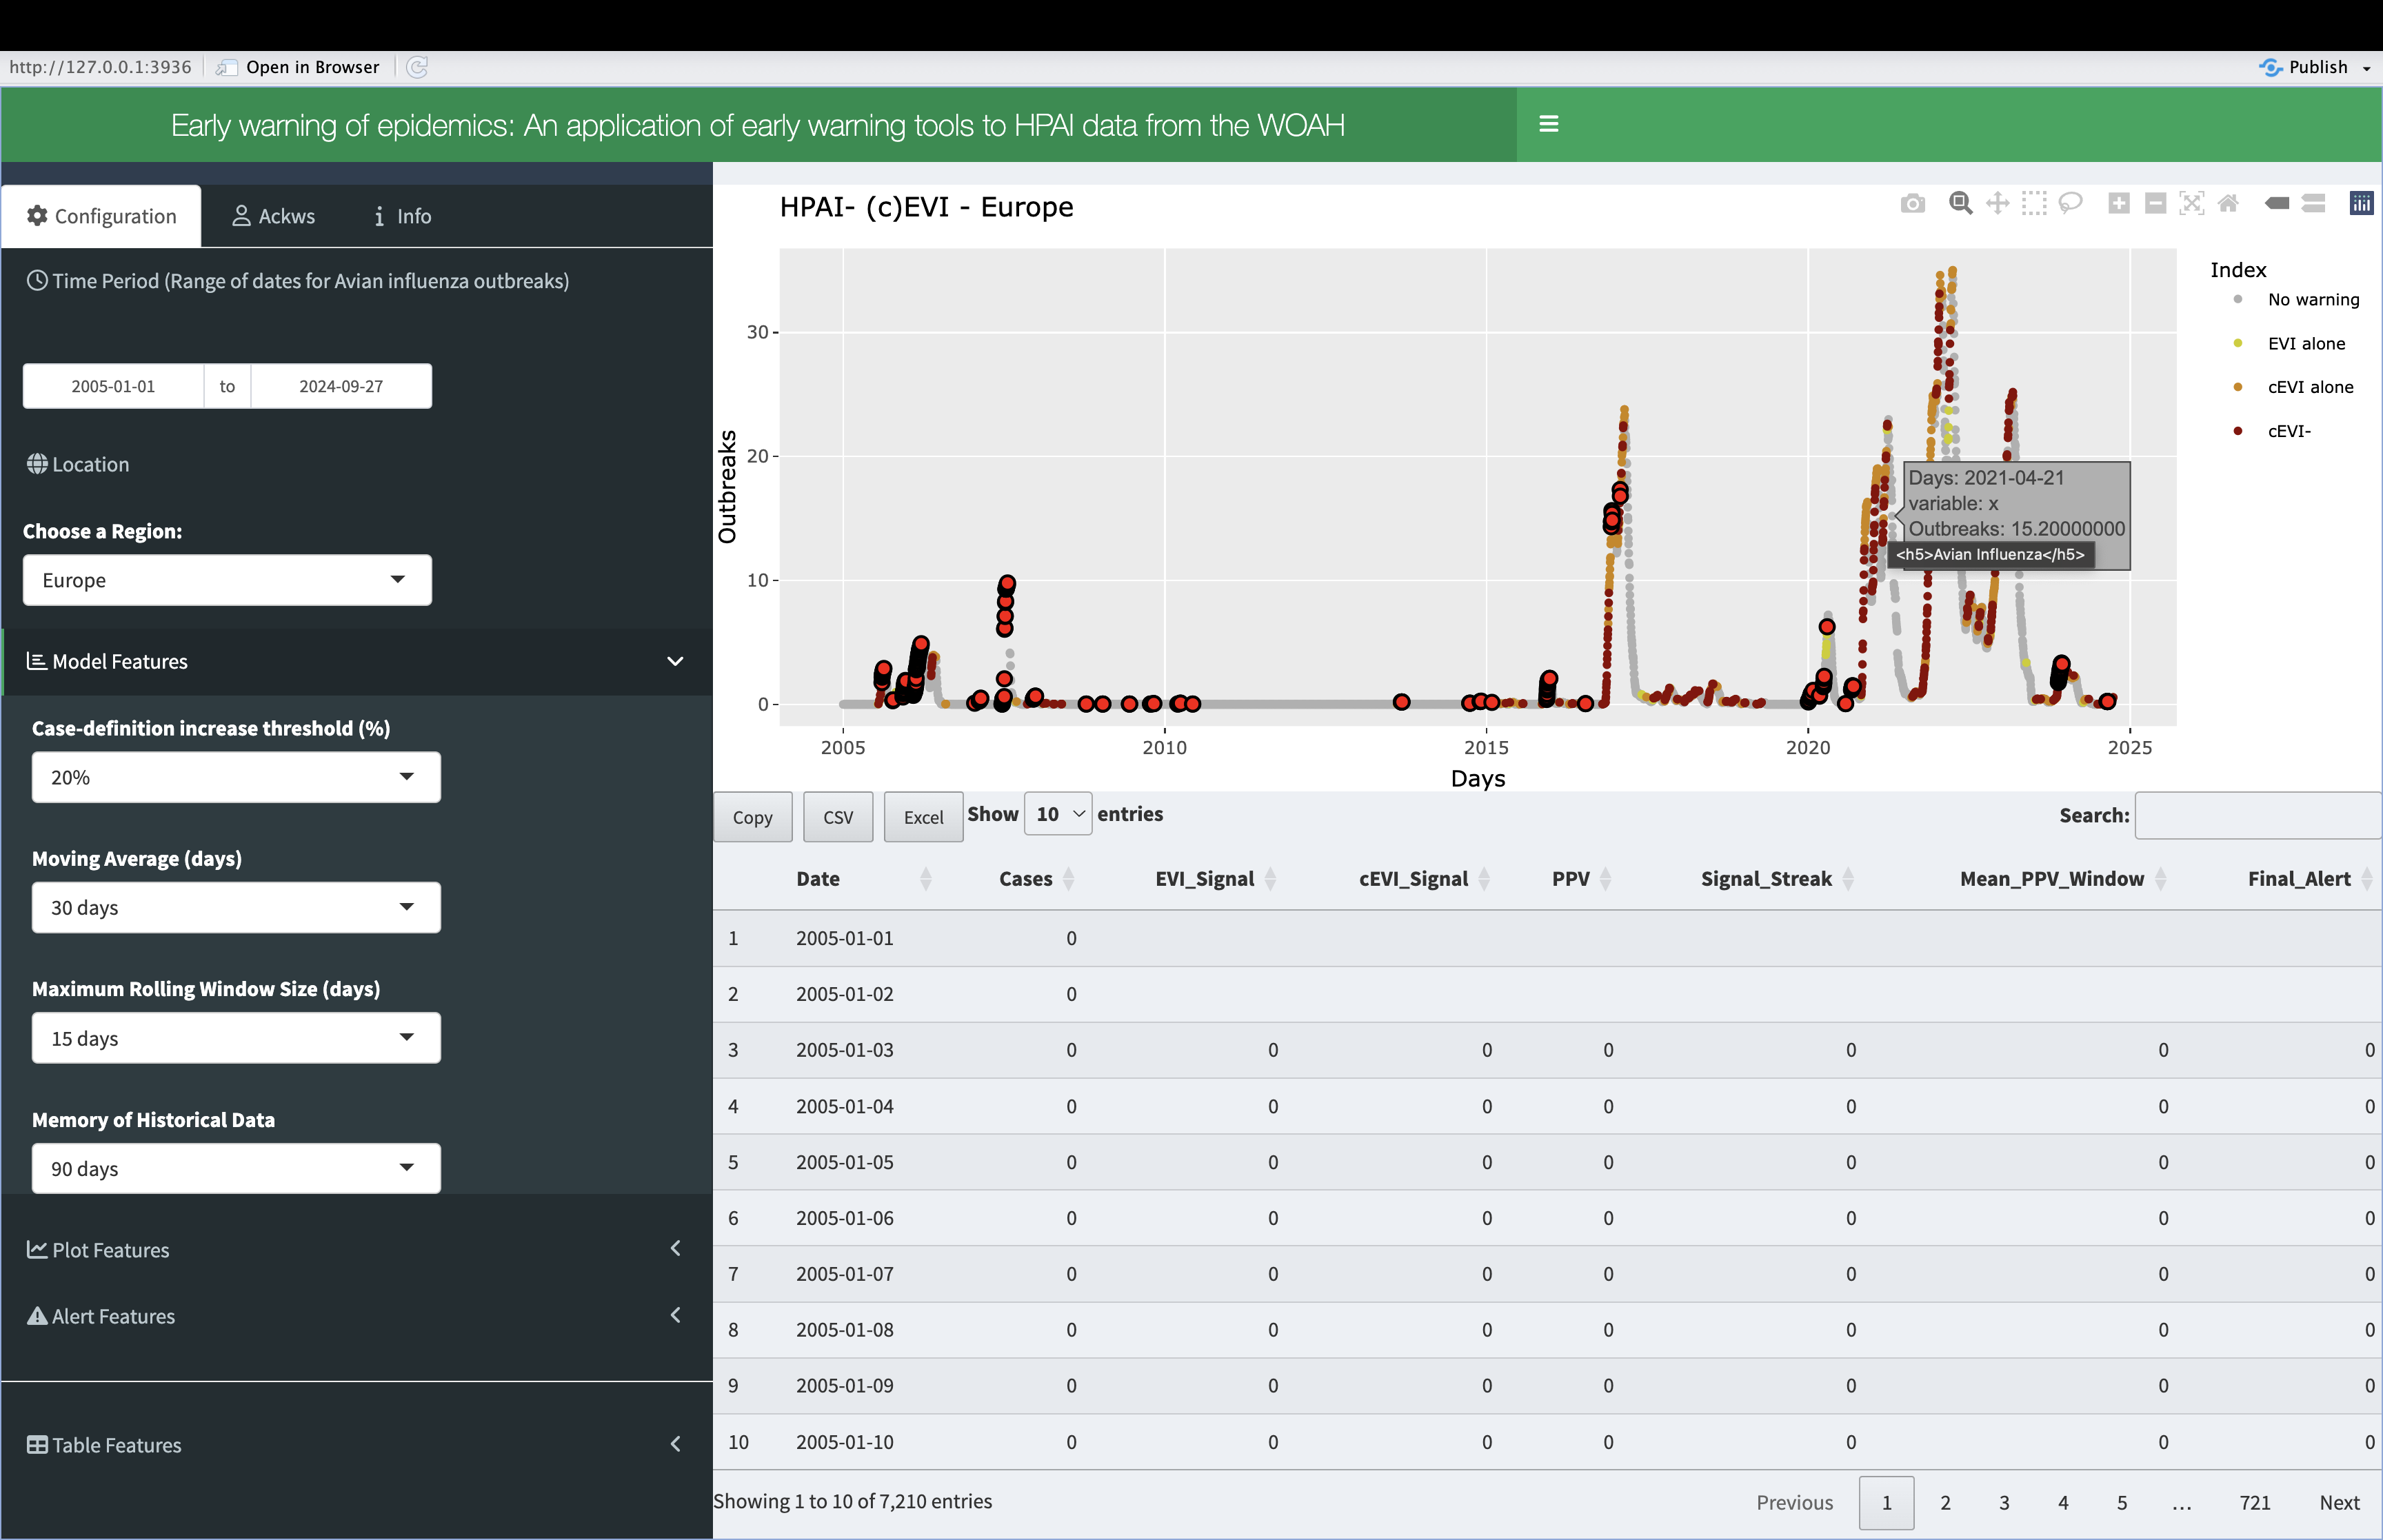 http://127.0.0.1:3936
Open in Browser
Publish
Early warning of epidemics: An application of early warning tools to HPAI data from the WOAH
Configuration
Ackws
Info
Time Period (Range of dates for Avian influenza outbreaks)
2005-01-01 to 2024-09-27
Location
Choose a Region:
Europe
Model Features
Case-definition increase threshold (%)
20%
Moving Average (days)
30 days
Maximum Rolling Window Size (days)
15 days
Memory of Historical Data
90 days
Plot Features
Alert Features
Table Features
HPAI- (c)EVI - Europe
Outbreaks
30
20
10
0
2005 2010 2015 2020 2025
Days
Index
No warning
EVI alone
cEVI alone
cEVI-
Days: 2021-04-21
variable: x
Outbreaks: 15.20000000
<h5>Avian Influenza</h5>
Copy CSV Excel Show 10 entries
Search:
Date Cases EVI_Signal cEVI_Signal PPV Signal_Streak Mean_PPV_Window Final_Alert
1 2005-01-01 0
2 2005-01-02 0
3 2005-01-03 0 0 0 0 0 0 0
4 2005-01-04 0 0 0 0 0 0 0
5 2005-01-05 0 0 0 0 0 0 0
6 2005-01-06 0 0 0 0 0 0 0
7 2005-01-07 0 0 0 0 0 0 0
8 2005-01-08 0 0 0 0 0 0 0
9 2005-01-09 0 0 0 0 0 0 0
10 2005-01-10 0 0 0 0 0 0 0
Showing 1 to 10 of 7,210 entries
Previous 1 2 3 4 5 … 721 Next